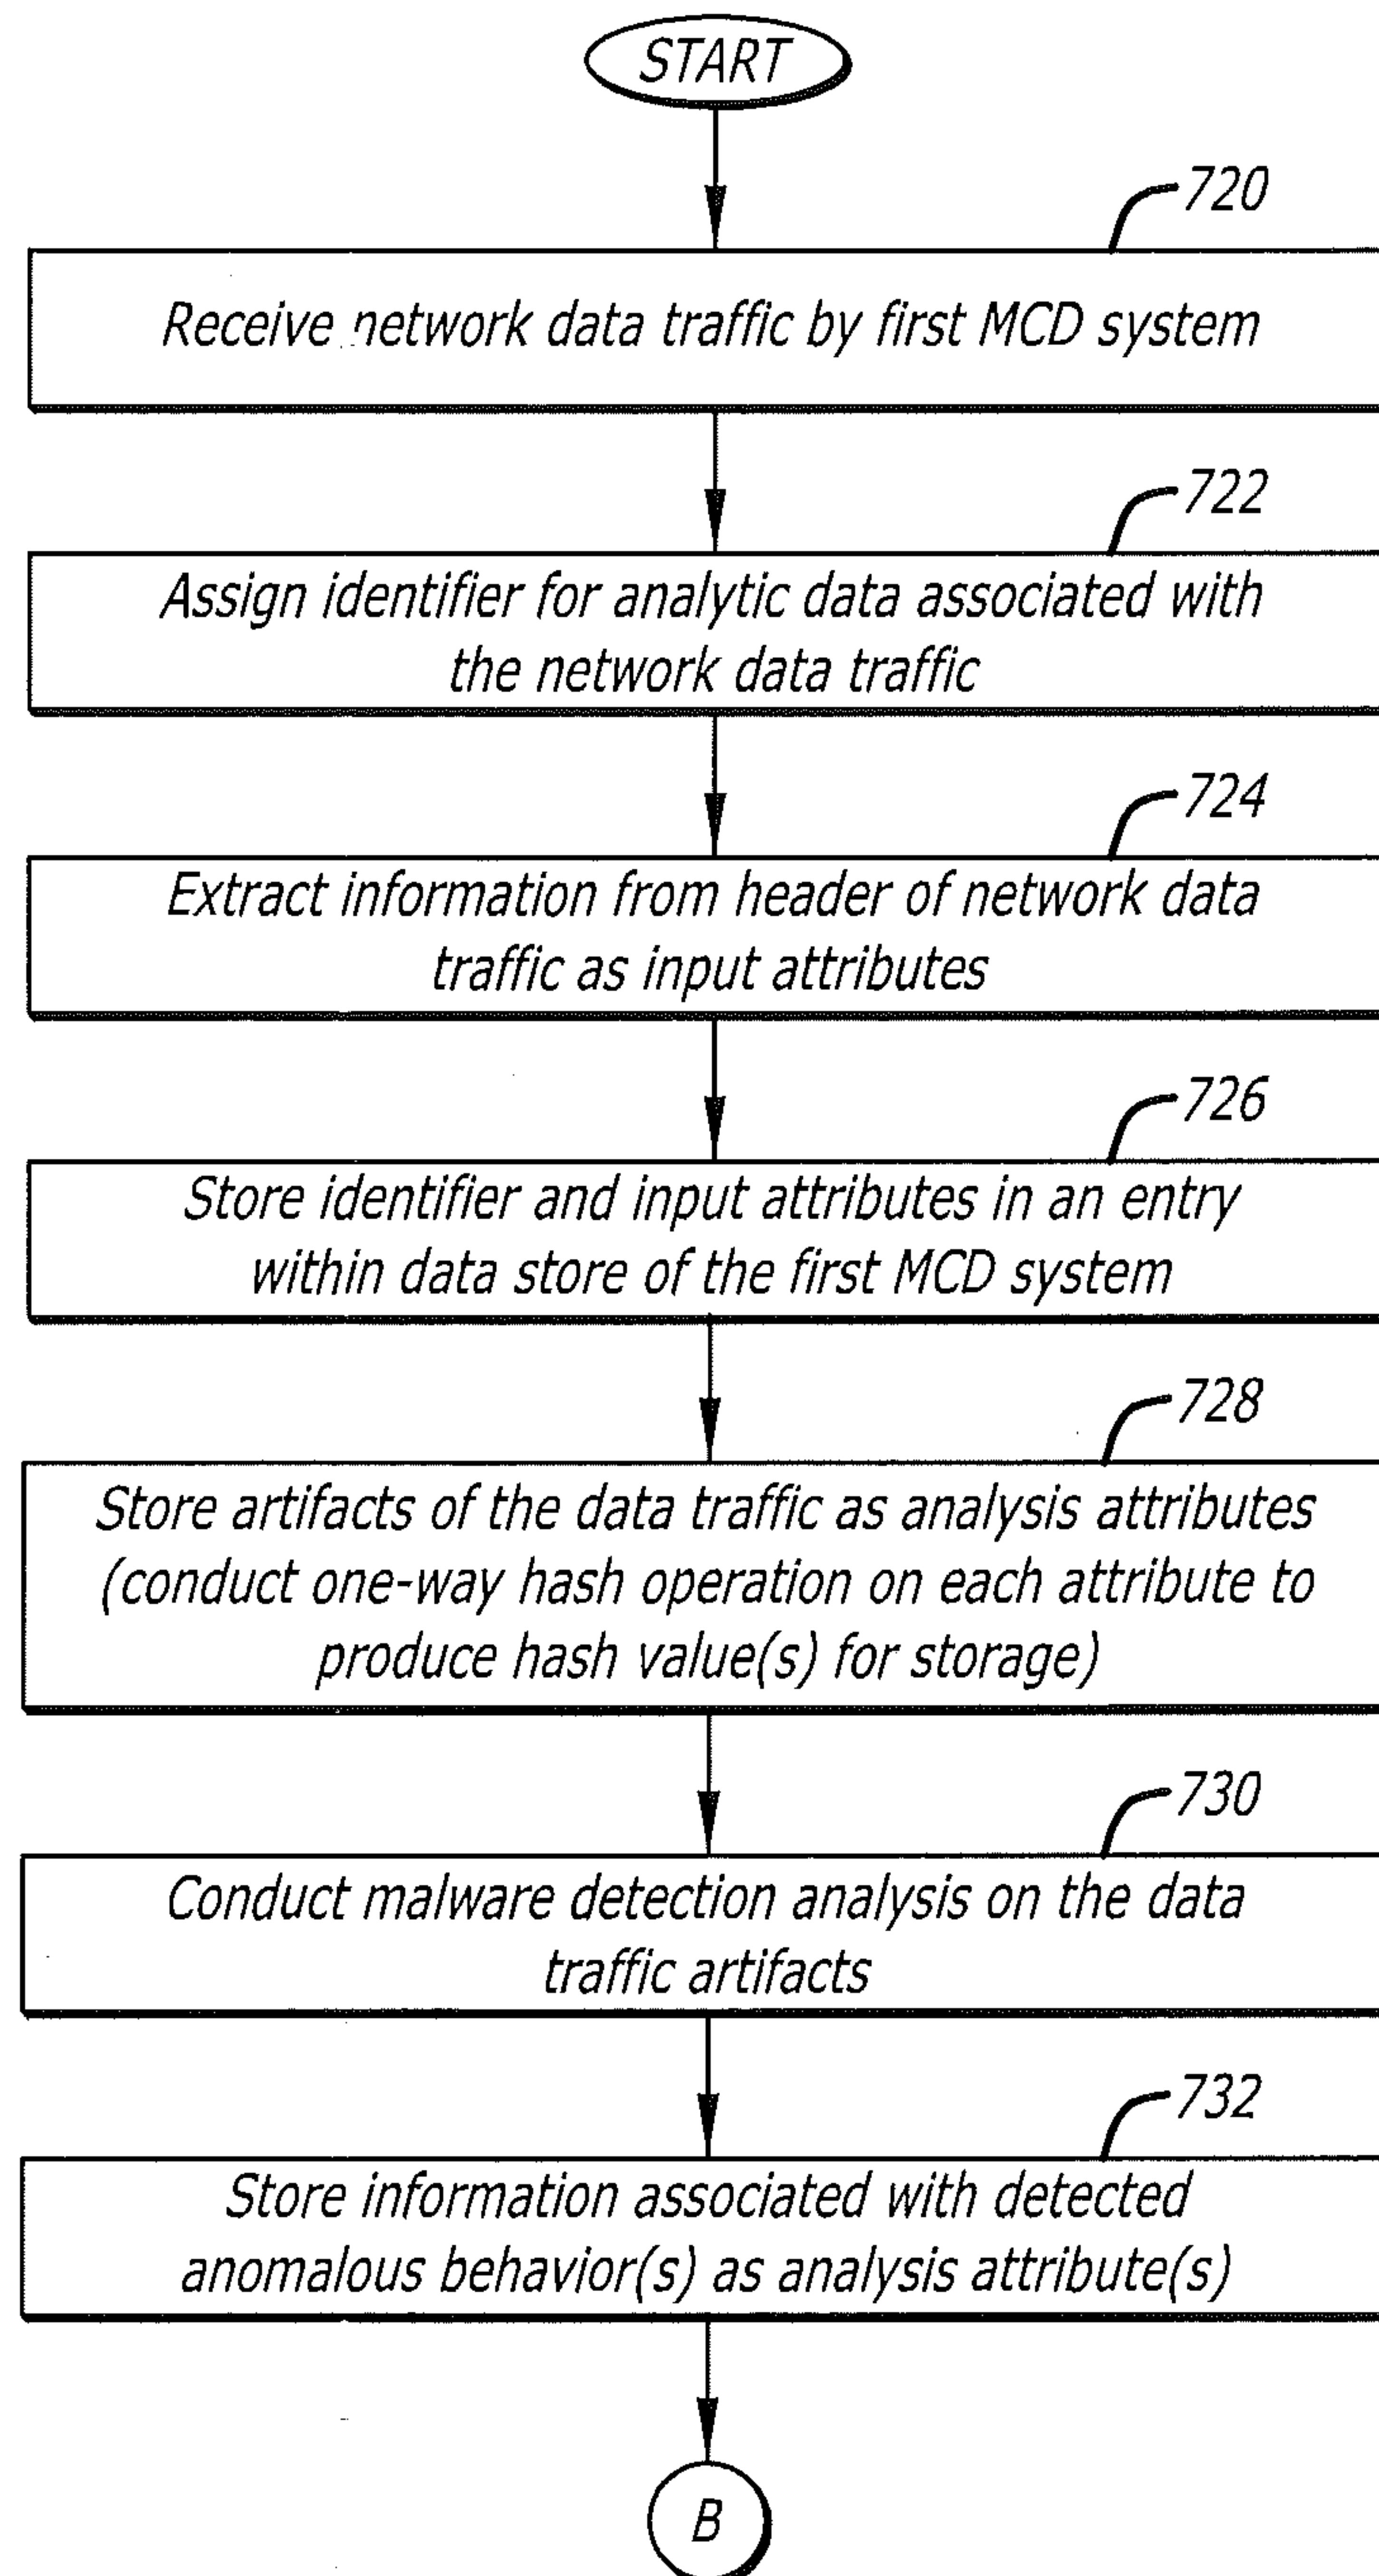 START
720
Receive network data traffic by first MCD system
722
Assign identifier for analytic data associated with
the network data traffic
724
Extract information from header of network data
traffic as input attributes
726
Store identifier and input attributes in an entry
within data store of the first MCD system
728
Store artifacts of the data traffic as analysis attributes
(conduct one-way hash operation on each attribute to
produce hash value(s) for storage)
730
Conduct malware detection analysis on the data
traffic artifacts
732
Store information associated with detected
anomalous behavior(s) as analysis attribute(s)
B